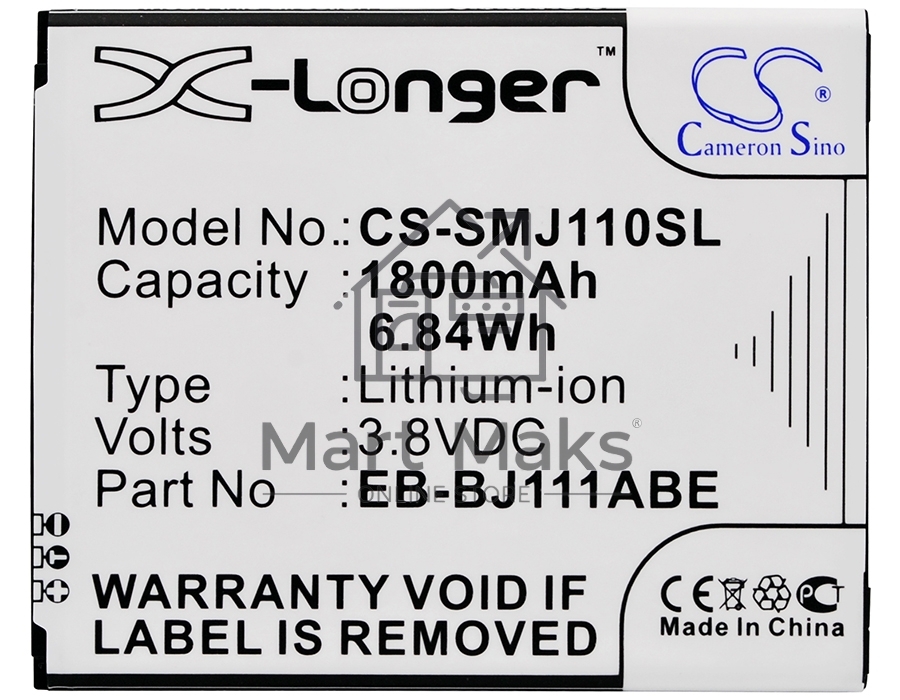 X-Longer™
CS®
Cameron Sino
Model No.: CS-SMJ110SL
Capacity : 1800mAh
6.84Wh
Type : Lithium-ion
Volts : 3.8VDC
Part No : EB-BJ111ABE
Mart Maks®
ONLINE STORE
WARRANTY VOID IF
LABEL IS REMOVED
CE PCT
Made in China